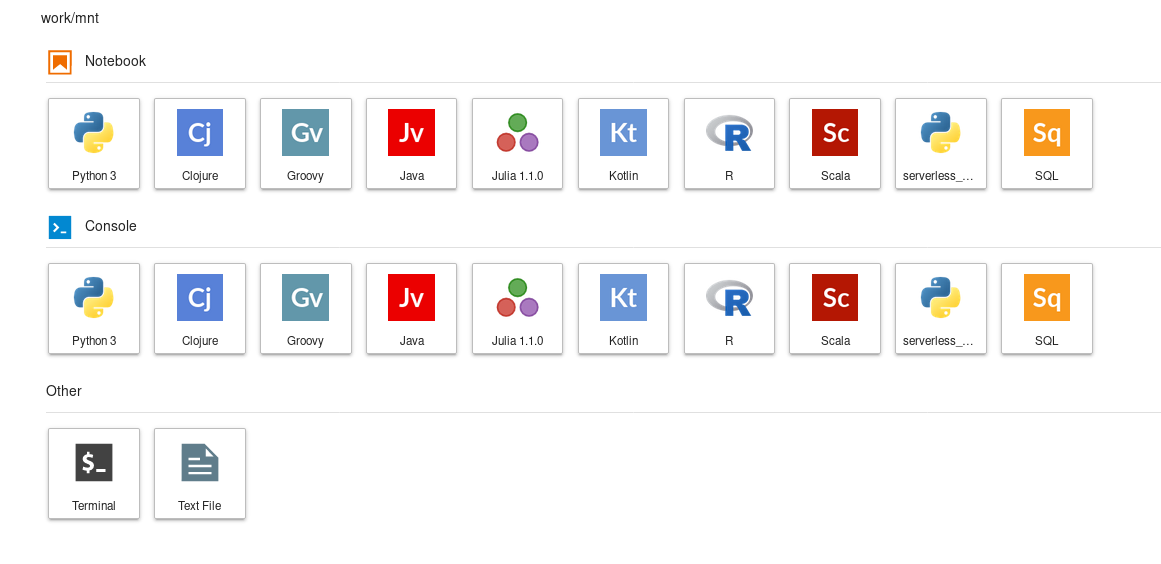 work/mnt
Notebook
Cj Gv Jv Kt R Sc Sq
Python 3 Clojure Groovy Java Julia 1.1.0 Kotlin R Scala serverless_... SQL
Console
Cj Gv Jv Kt R Sc Sq
Python 3 Clojure Groovy Java Julia 1.1.0 Kotlin R Scala serverless_... SQL
Other
$_
Terminal Text File